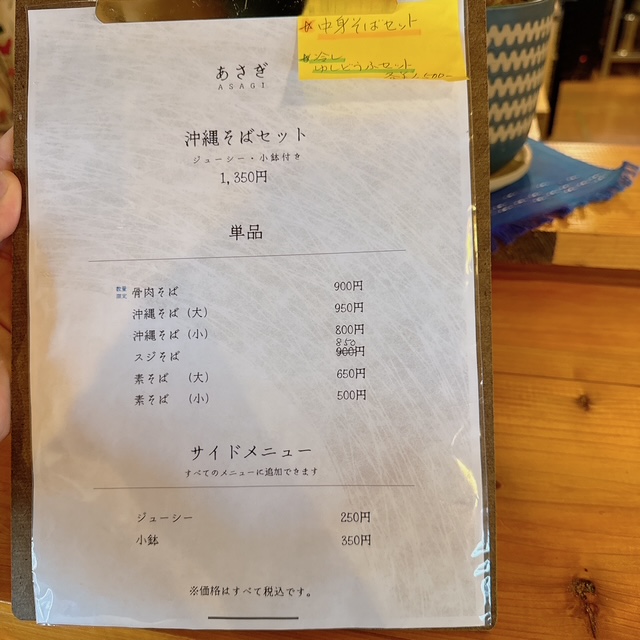 中身そばセット
冷し
ゆしどうふセット
あさぎ
ASAGI
沖縄そばセット
ジューシー・小鉢付き
1,350円
単品
数量
限定
骨肉そば 900円
沖縄そば(大) 950円
沖縄そば(小) 800円
850
スジそば 900円
素そば (大) 650円
素そば (小) 500円
サイドメニュー
すべてのメニューに追加できます
ジューシー 250円
小鉢 350円
※価格はすべて税込です。